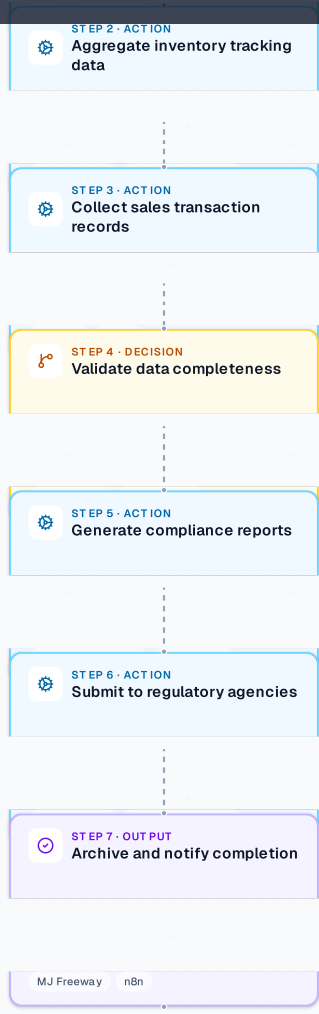 STEP 2 · ACTION
Aggregate inventory tracking
data
STEP 3 · ACTION
Collect sales transaction
records
STEP 4 · DECISION
Validate data completeness
STEP 5 · ACTION
Generate compliance reports
STEP 6 · ACTION
Submit to regulatory agencies
STEP 7 · OUTPUT
Archive and notify completion
MJ Freeway n8n